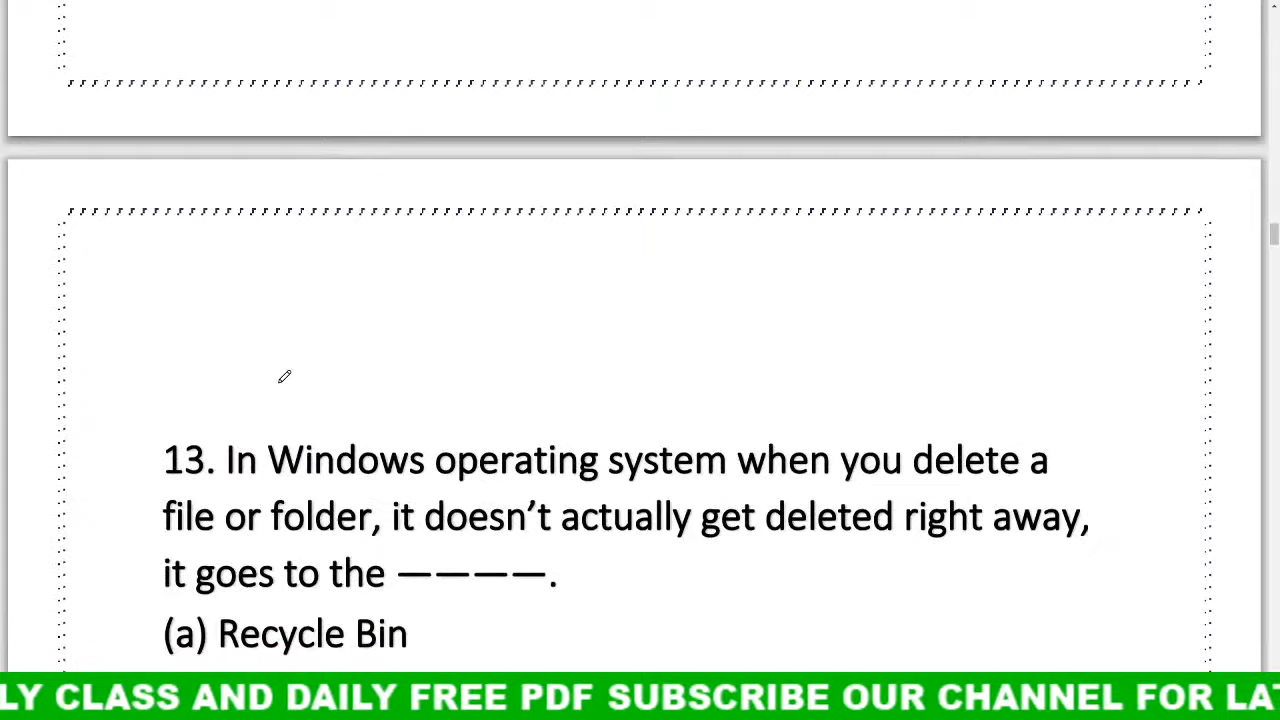 13. In Windows operating system when you delete a
file or folder, it doesn’t actually get deleted right away,
it goes to the ————.
(a) Recycle Bin
LY CLASS AND DAILY FREE PDF SUBSCRIBE OUR CHANNEL FOR LAT